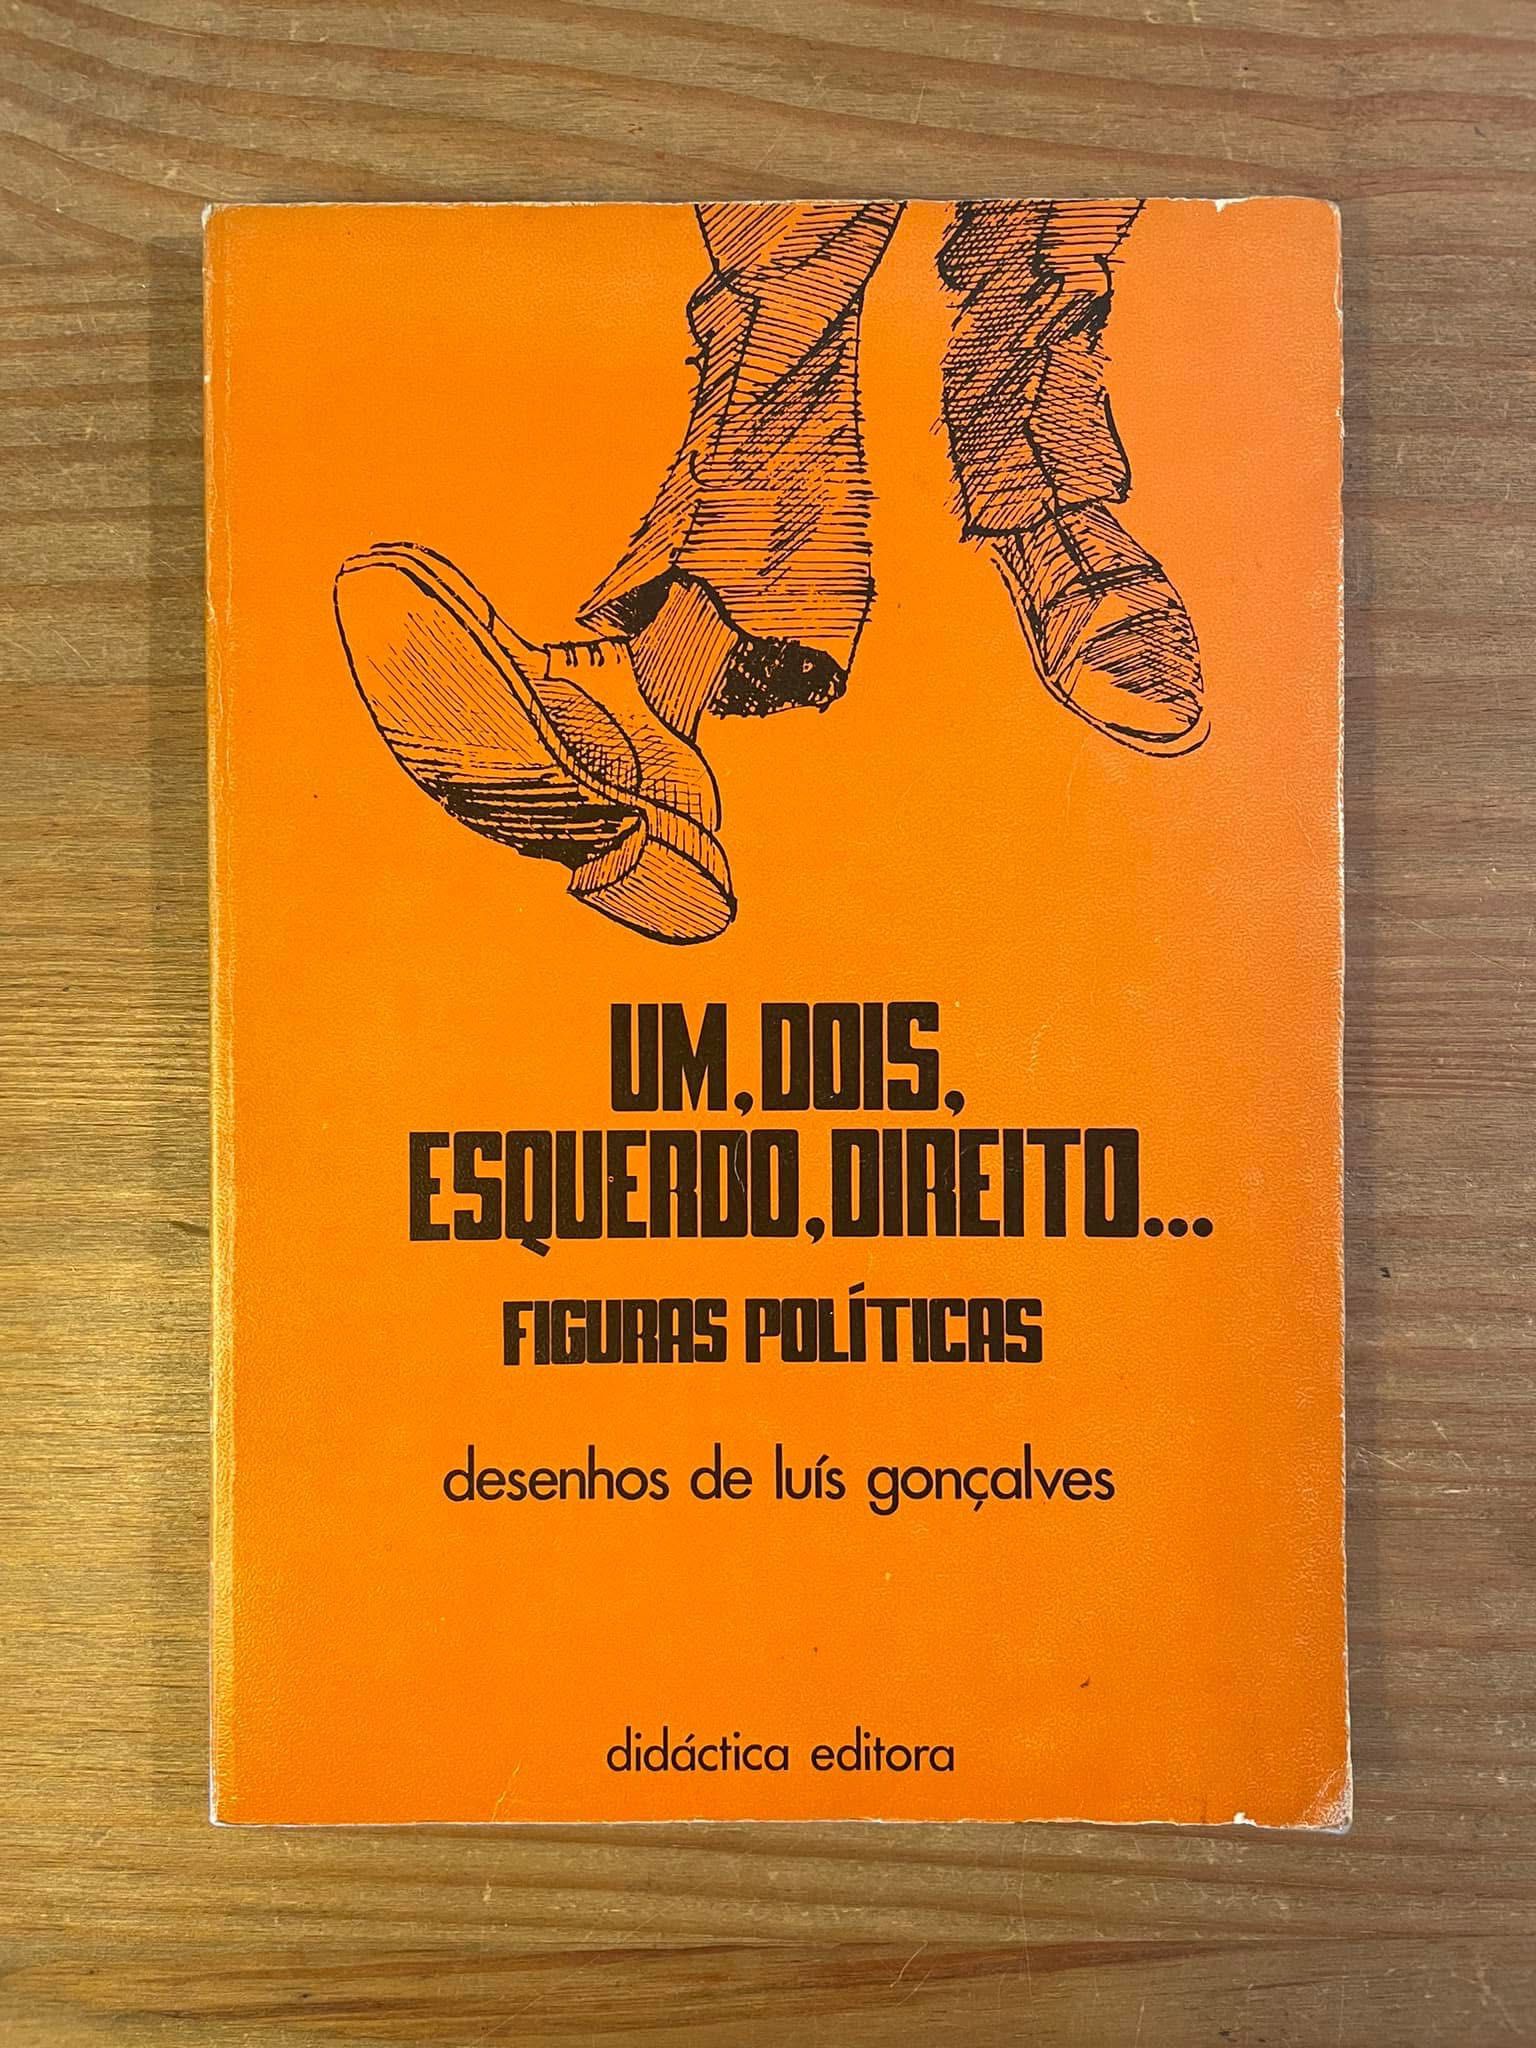 UM, DOIS,
ESQUERDO, DIREITO...
FIGURAS POLÍTICAS
desenhos de luís gonçalves
didáctica editora